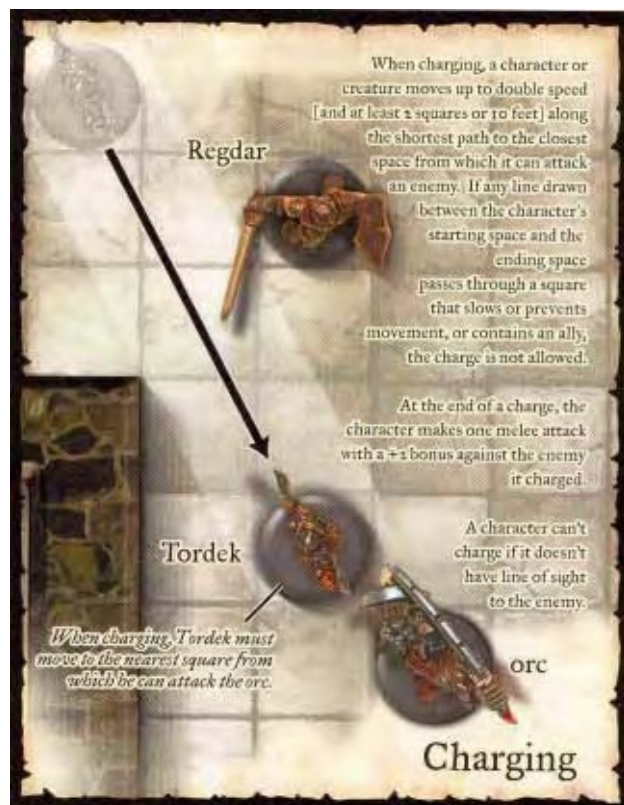 When charging, a character or
creature moves up to double speed
[and at least 2 squares or 10 feet] along
the shortest path to the closest
space from which it can attack
an enemy. If any line drawn
between the character's
starting space and the
ending space
passes through a square
that slows or prevents
movement, or contains an ally,
the charge is not allowed.
Regdar
At the end of a charge, the
character makes one melee attack
with a +2 bonus against the enemy
it charged.
A character can't
charge if it doesn't
have line of sight
to the enemy.
Tordek
When charging, Tordek must
move to the nearest square from
which he can attack the orc.
orc
Charging